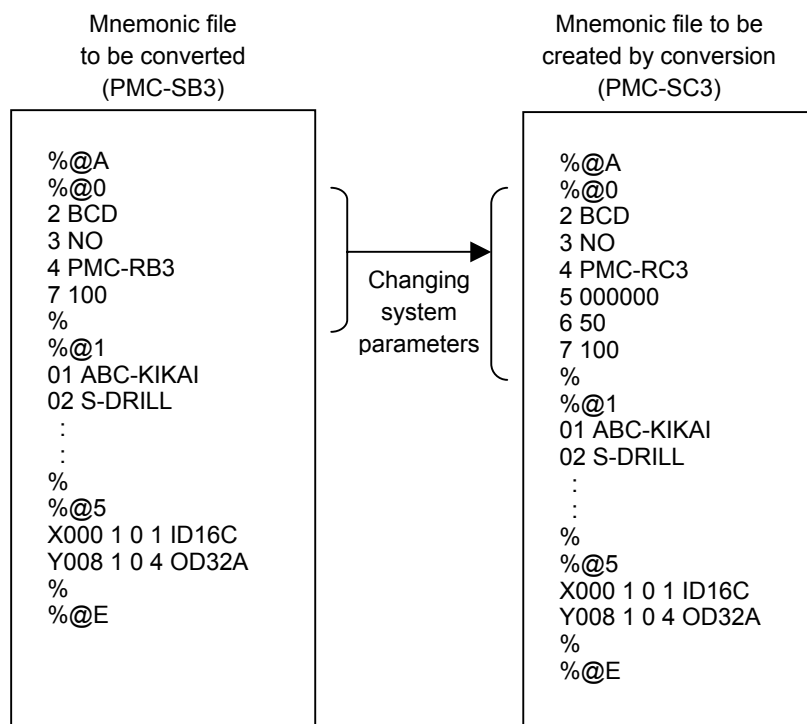 Mnemonic file
to be converted
(PMC-SB3)
%@A
%@0
2 BCD
3 NO
4 PMC-RB3
7 100
%
%@1
01 ABC-KIKAI
02 S-DRILL
:
:
%
%@5
X000 1 0 1 ID16C
Y008 1 0 4 OD32A
%
%@E
Changing
system
parameters
Mnemonic file to be
created by conversion
(PMC-SC3)
%@A
%@0
2 BCD
3 NO
4 PMC-RC3
5 000000
6 50
7 100
%
%@1
01 ABC-KIKAI
02 S-DRILL
:
:
%
%@5
X000 1 0 1 ID16C
Y008 1 0 4 OD32A
%
%@E